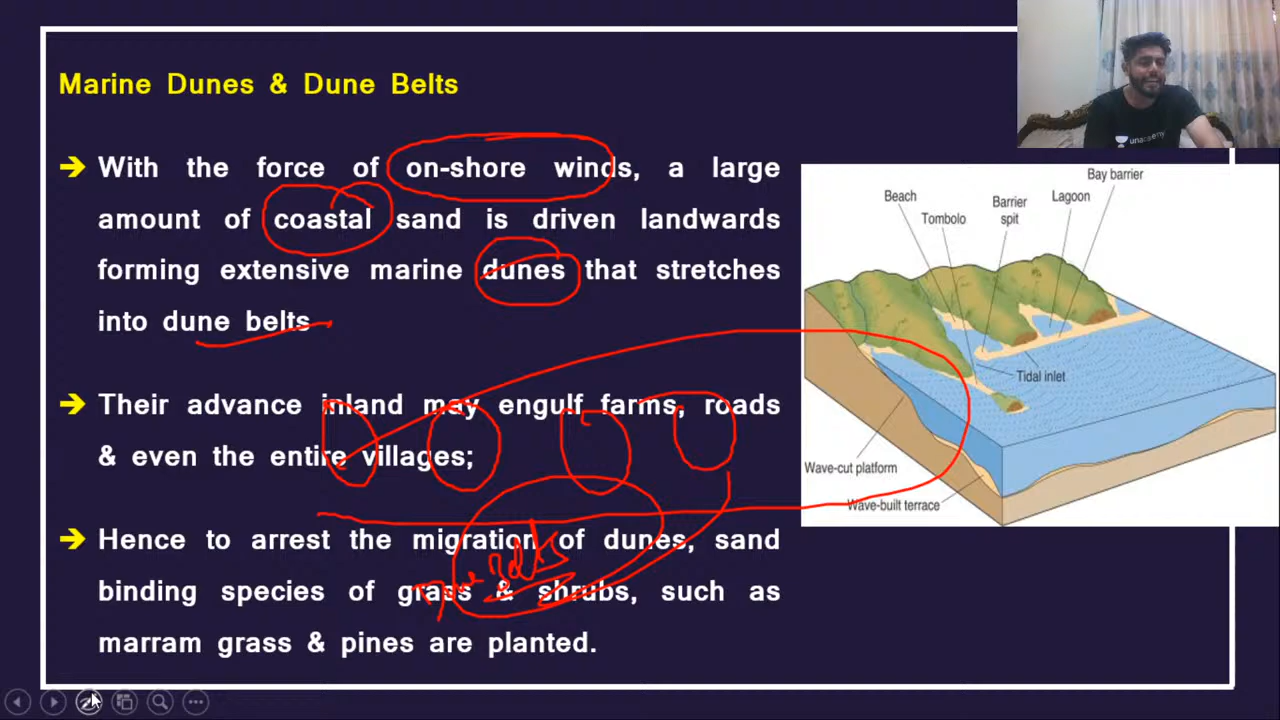 Marine Dunes & Dune Belts
→ With the force of on-shore winds, a large
amount of coastal sand is driven landwards
forming extensive marine dunes that stretches
into dune belts
→ Their advance inland may engulf farms, roads
& even the entire villages;
→ Hence to arrest the migration of dunes, sand
binding species of grass & shrubs, such as
marram grass & pines are planted.
Dune Belts
unacademy
Beach
Tombolo
Barrier
spit
Lagoon
Bay barrier
Tidal inlet
Wave-cut platform
Wave-built terrace